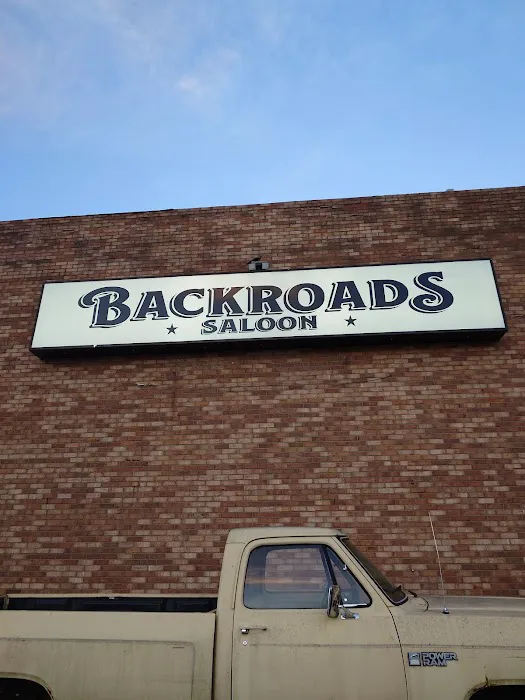 BACKROADS
★ SALOON ★
POWER
RAM